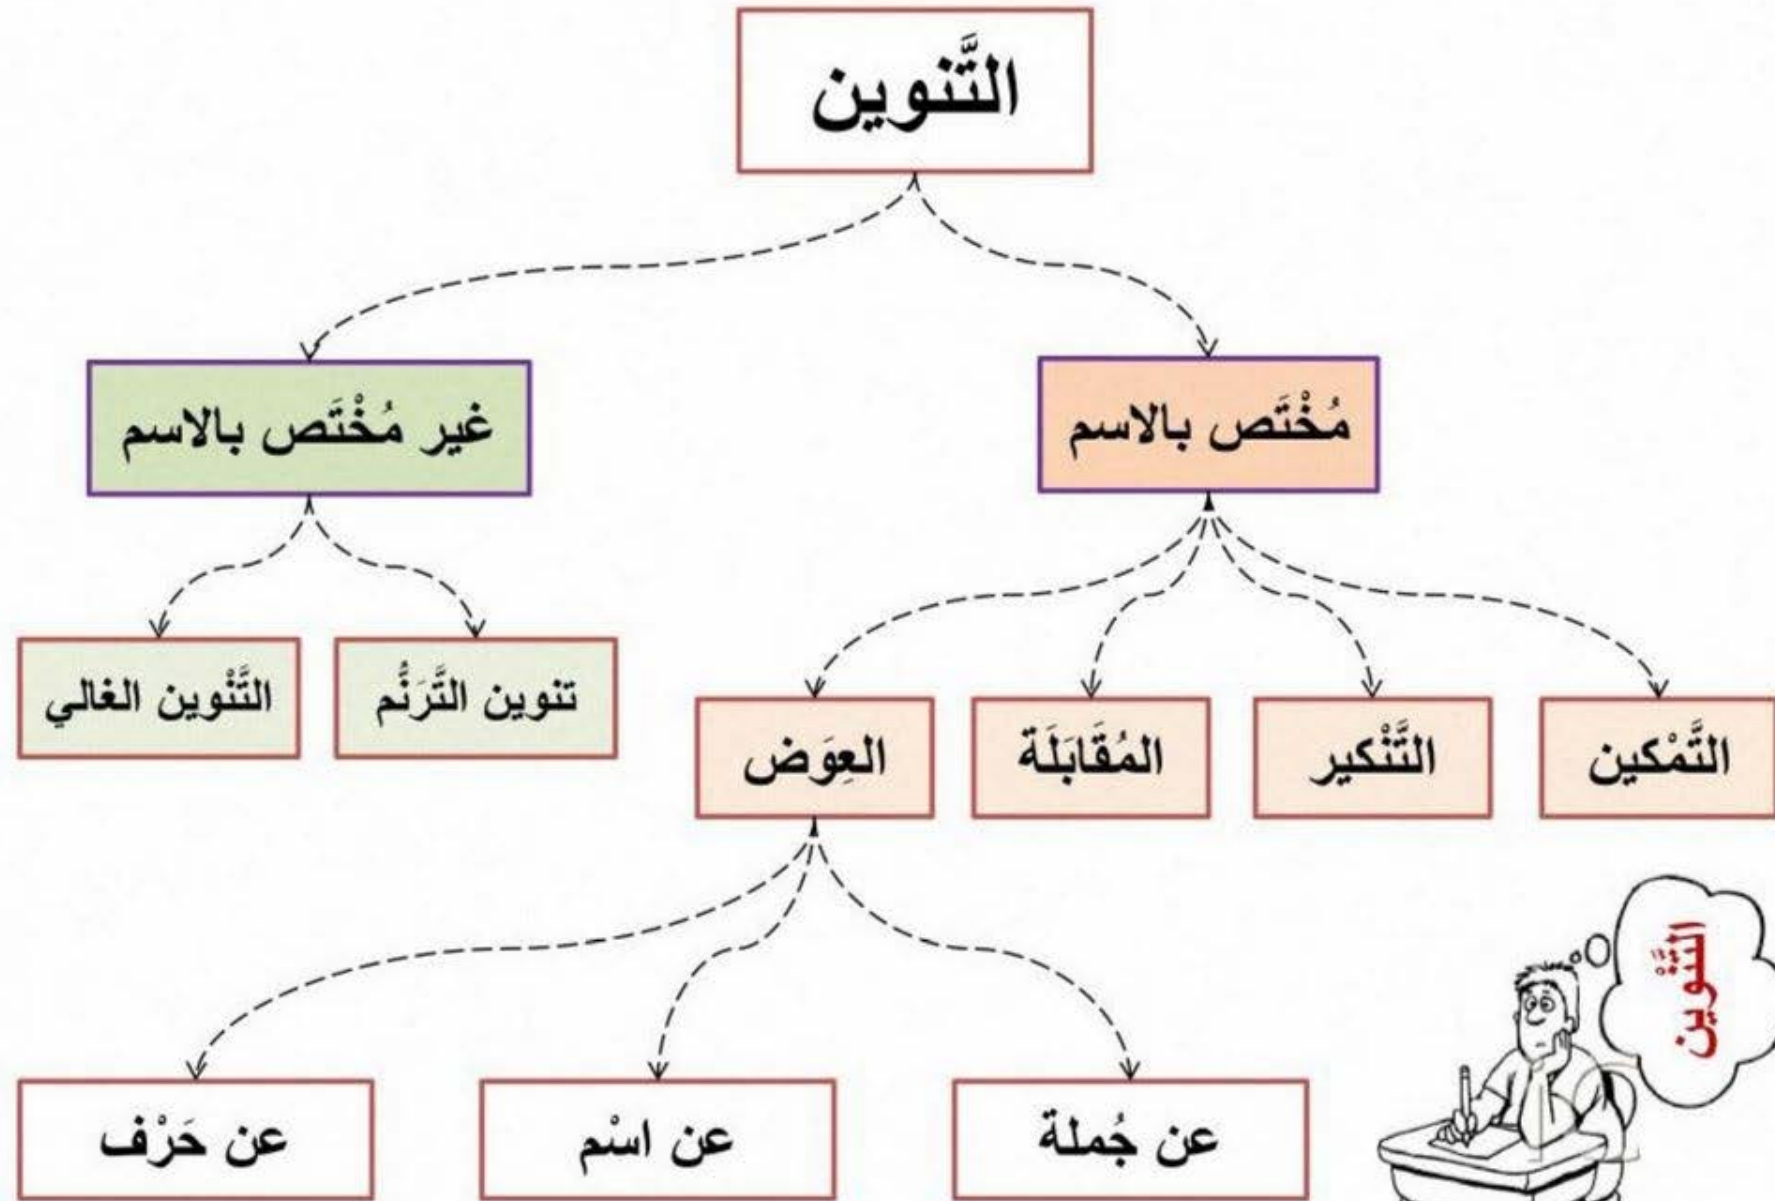 التَّنوين
مُخْتَص بالاسم
غير مُخْتَص بالاسم
التَّمْكين
التَّنْكير
المُقَابَلَة
العِوَض
تنوين التَّرَنُّم
التَّنْوين الغالي
عن جُملة
عن اسْم
عن حَرْف
التَّنْوين